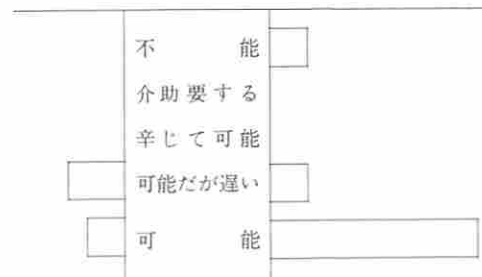 不能
介助要する
辛じて可能
可能だが遅い
可能